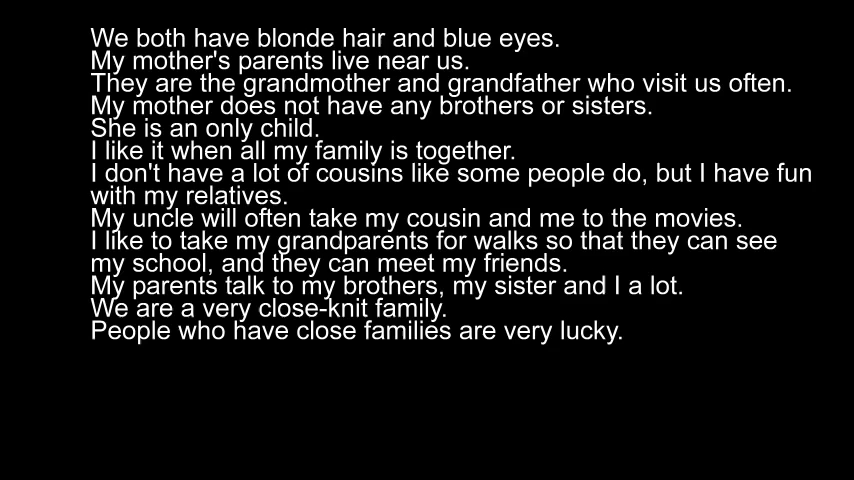 We both have blonde hair and blue eyes.
My mother's parents live near us.
They are the grandmother and grandfather who visit us often.
My mother does not have any brothers or sisters.
She is an only child.
I like it when all my family is together.
I don't have a lot of cousins like some people do, but I have fun
with my relatives.
My uncle will often take my cousin and me to the movies.
I like to take my grandparents for walks so that they can see
my school, and they can meet my friends.
My parents talk to my brothers, my sister and I a lot.
We are a very close-knit family.
People who have close families are very lucky.